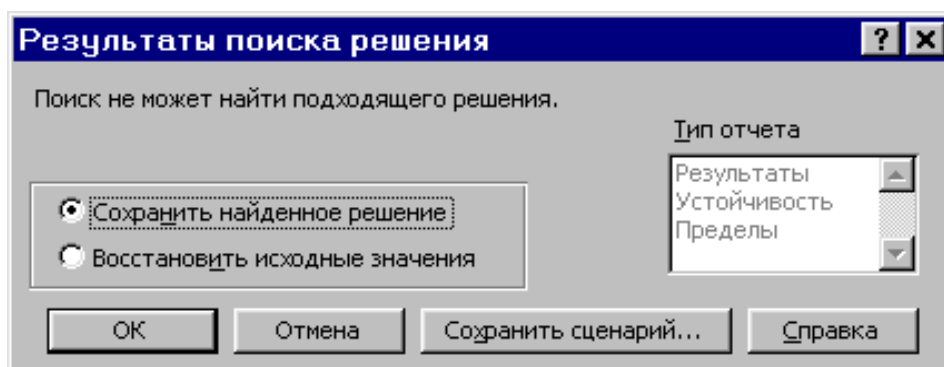 Результаты поиска решения ? ×
Поиск не может найти подходящего решения.
Тип отчета
Результаты
Устойчивость
Пределы
Сохранить найденное решение
Восстановить исходные значения
ОК Отмена Сохранить сценарий... Справка